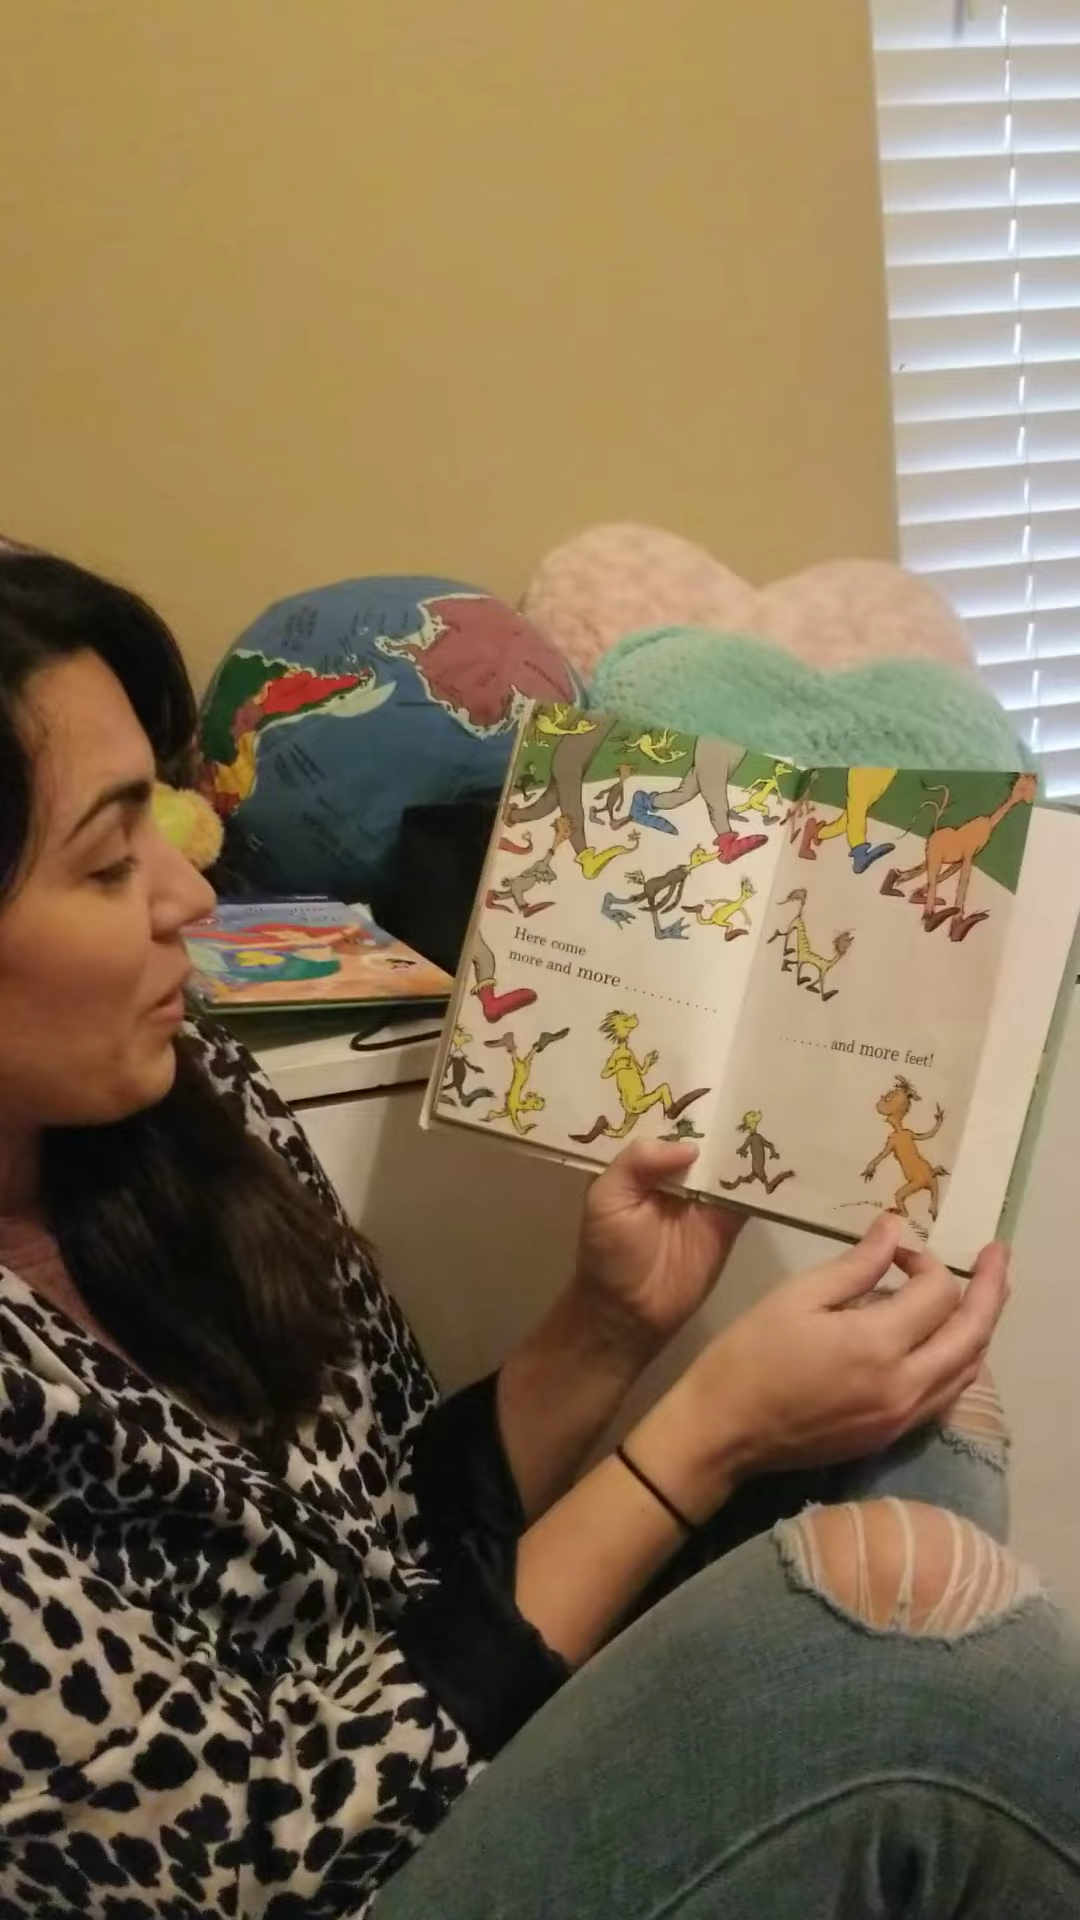 Here come
more and more . . . . . . . . . . .
. . . . . . . and more feet!